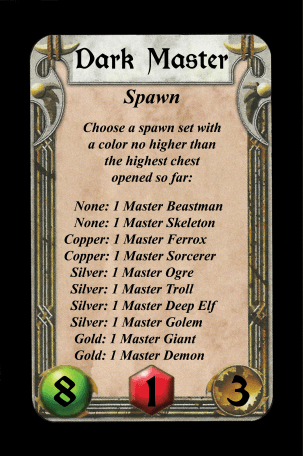 Dark Master
Spawn
Choose a spawn set with
a color no higher than
the highest chest
opened so far:
None: 1 Master Beastman
None: 1 Master Skeleton
Copper: 1 Master Ferrox
Copper: 1 Master Sorcerer
Silver: 1 Master Ogre
Silver: 1 Master Troll
Silver: 1 Master Deep Elf
Silver: 1 Master Golem
Gold: 1 Master Giant
Gold: 1 Master Demon
8 1 3